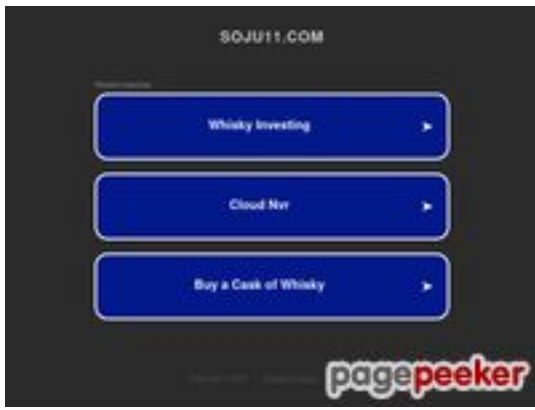 SOJU11.COM
Whisky Investing
Cloud Nvr
Buy a Cask of Whisky
pagepeeker